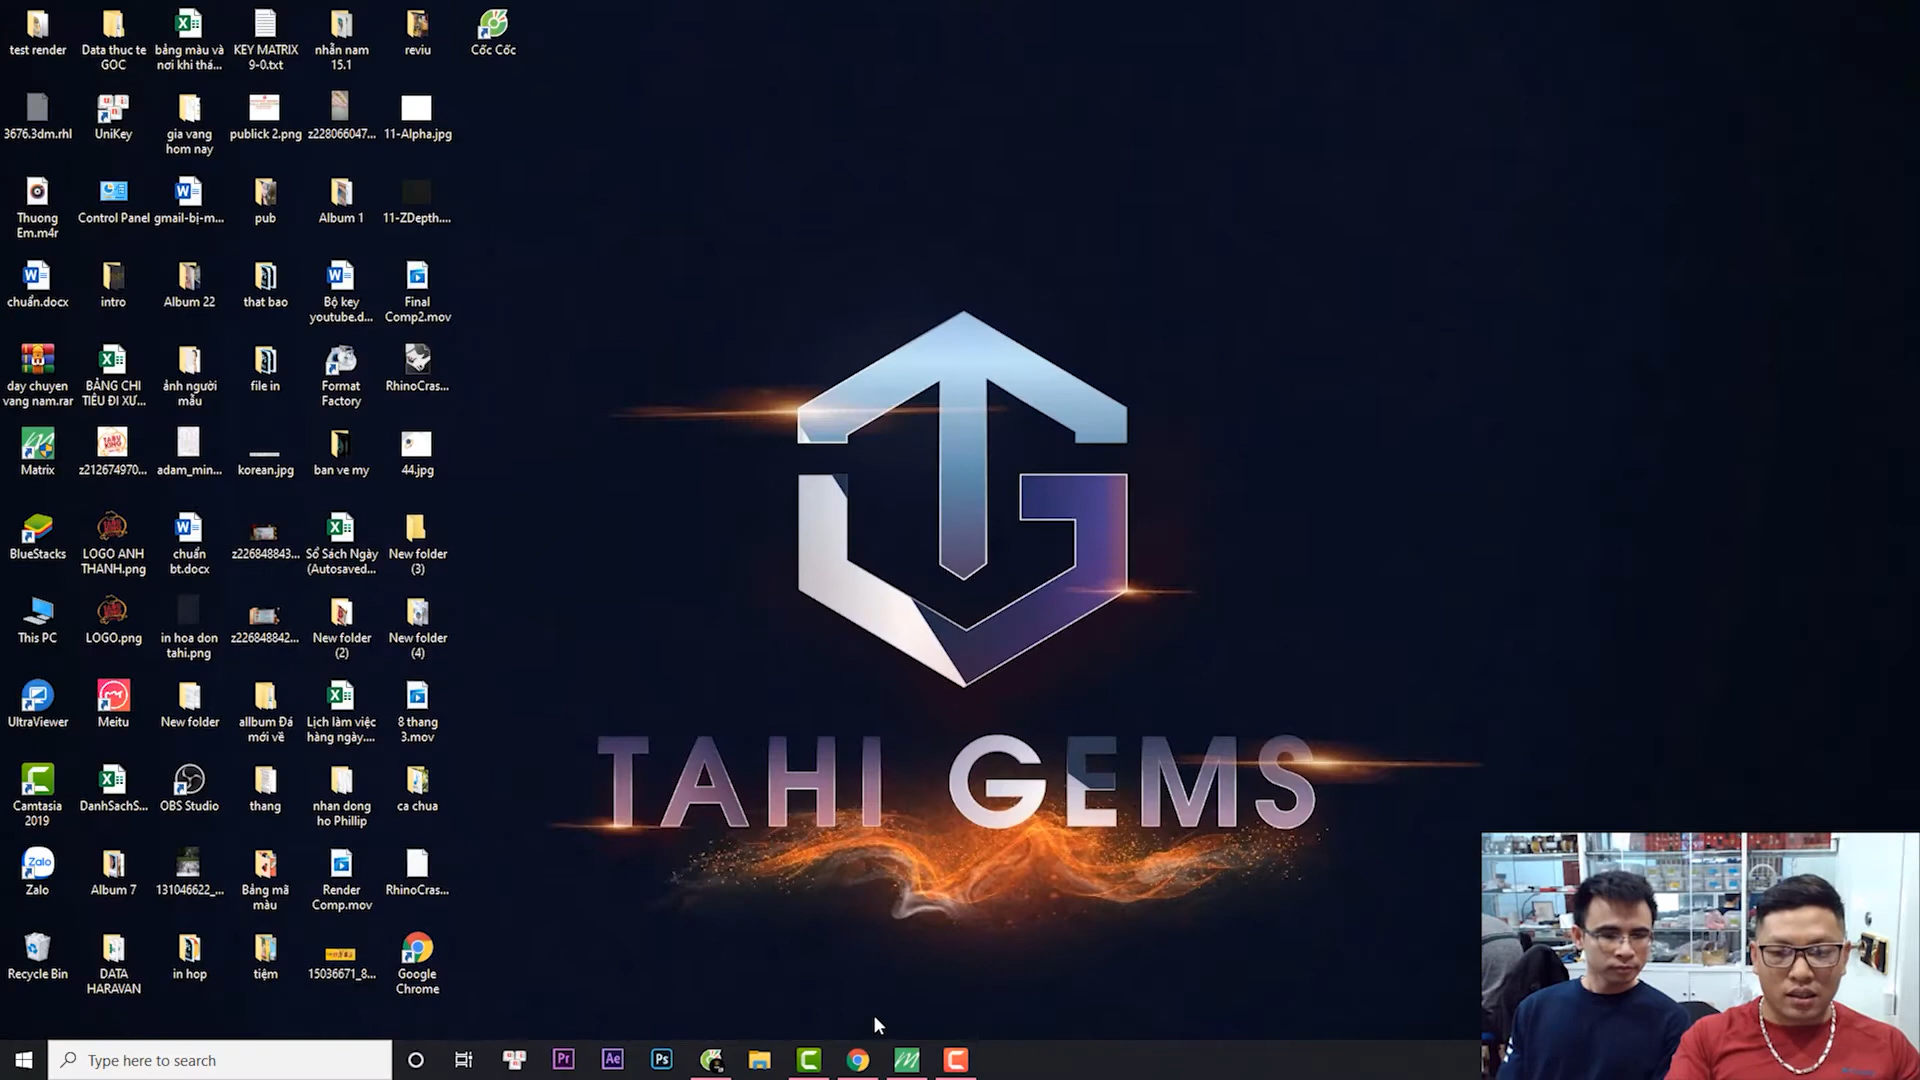 test render
Data thuc te
GOC
bảng màu và
nơi khi thá...
KEY MATRIX
9-0.txt
nhẫn nam
15.1
reviu
Cốc Cốc
3676.3dm.rhl
UniKey
gia vang
hom nay
publick 2.png
z228066047...
11-Alpha.jpg
Thuong
Em.m4r
Control Panel
gmail-bị-m...
pub
Album 1
11-ZDepth....
chuẩn.docx
intro
Album 22
that bao
Bộ key
youtube.d...
Final
Comp2.mov
day chuyen
vang nam.rar
BẢNG CHI
TIÊU ĐI XƯ...
ảnh người
mẫu
file in
Format
Factory
RhinoCras...
Matrix
z212674970...
adam_min...
korean.jpg
ban ve my
44.jpg
BlueStacks
LOGO ANH
THANH.png
chuẩn
bt.docx
z226848843...
Sổ Sách Ngày
(Autosaved...
New folder
(3)
This PC
LOGO.png
in hoa don
tahi.png
z226848842...
New folder
(2)
New folder
(4)
UltraViewer
Meitu
New folder
allbum Đá
mới về
Lịch làm việc
hàng ngày....
8 thang
3.mov
Camtasia
2019
DanhSachS...
OBS Studio
thang
nhan dong
ho Phillip
ca chua
Zalo
Album 7
131046622_...
Bảng mã
màu
Render
Comp.mov
RhinoCras...
Recycle Bin
DATA
HARAVAN
in hop
tiệm
15036671_8...
Google
Chrome
TAHI GEMS
Type here to search
Pr
Ae
Ps